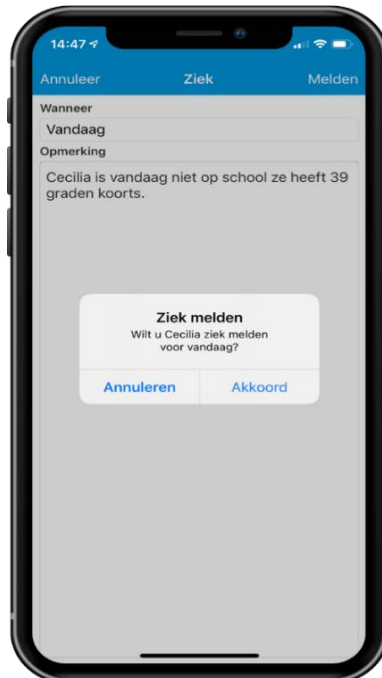 14:47
Annuleer Ziek Melden
Wanneer
Vandaag
Opmerking
Cecilia is vandaag niet op school ze heeft 39
graden koorts.
Ziek melden
Wilt u Cecilia ziek melden
voor vandaag?
Annuleren Akkoord